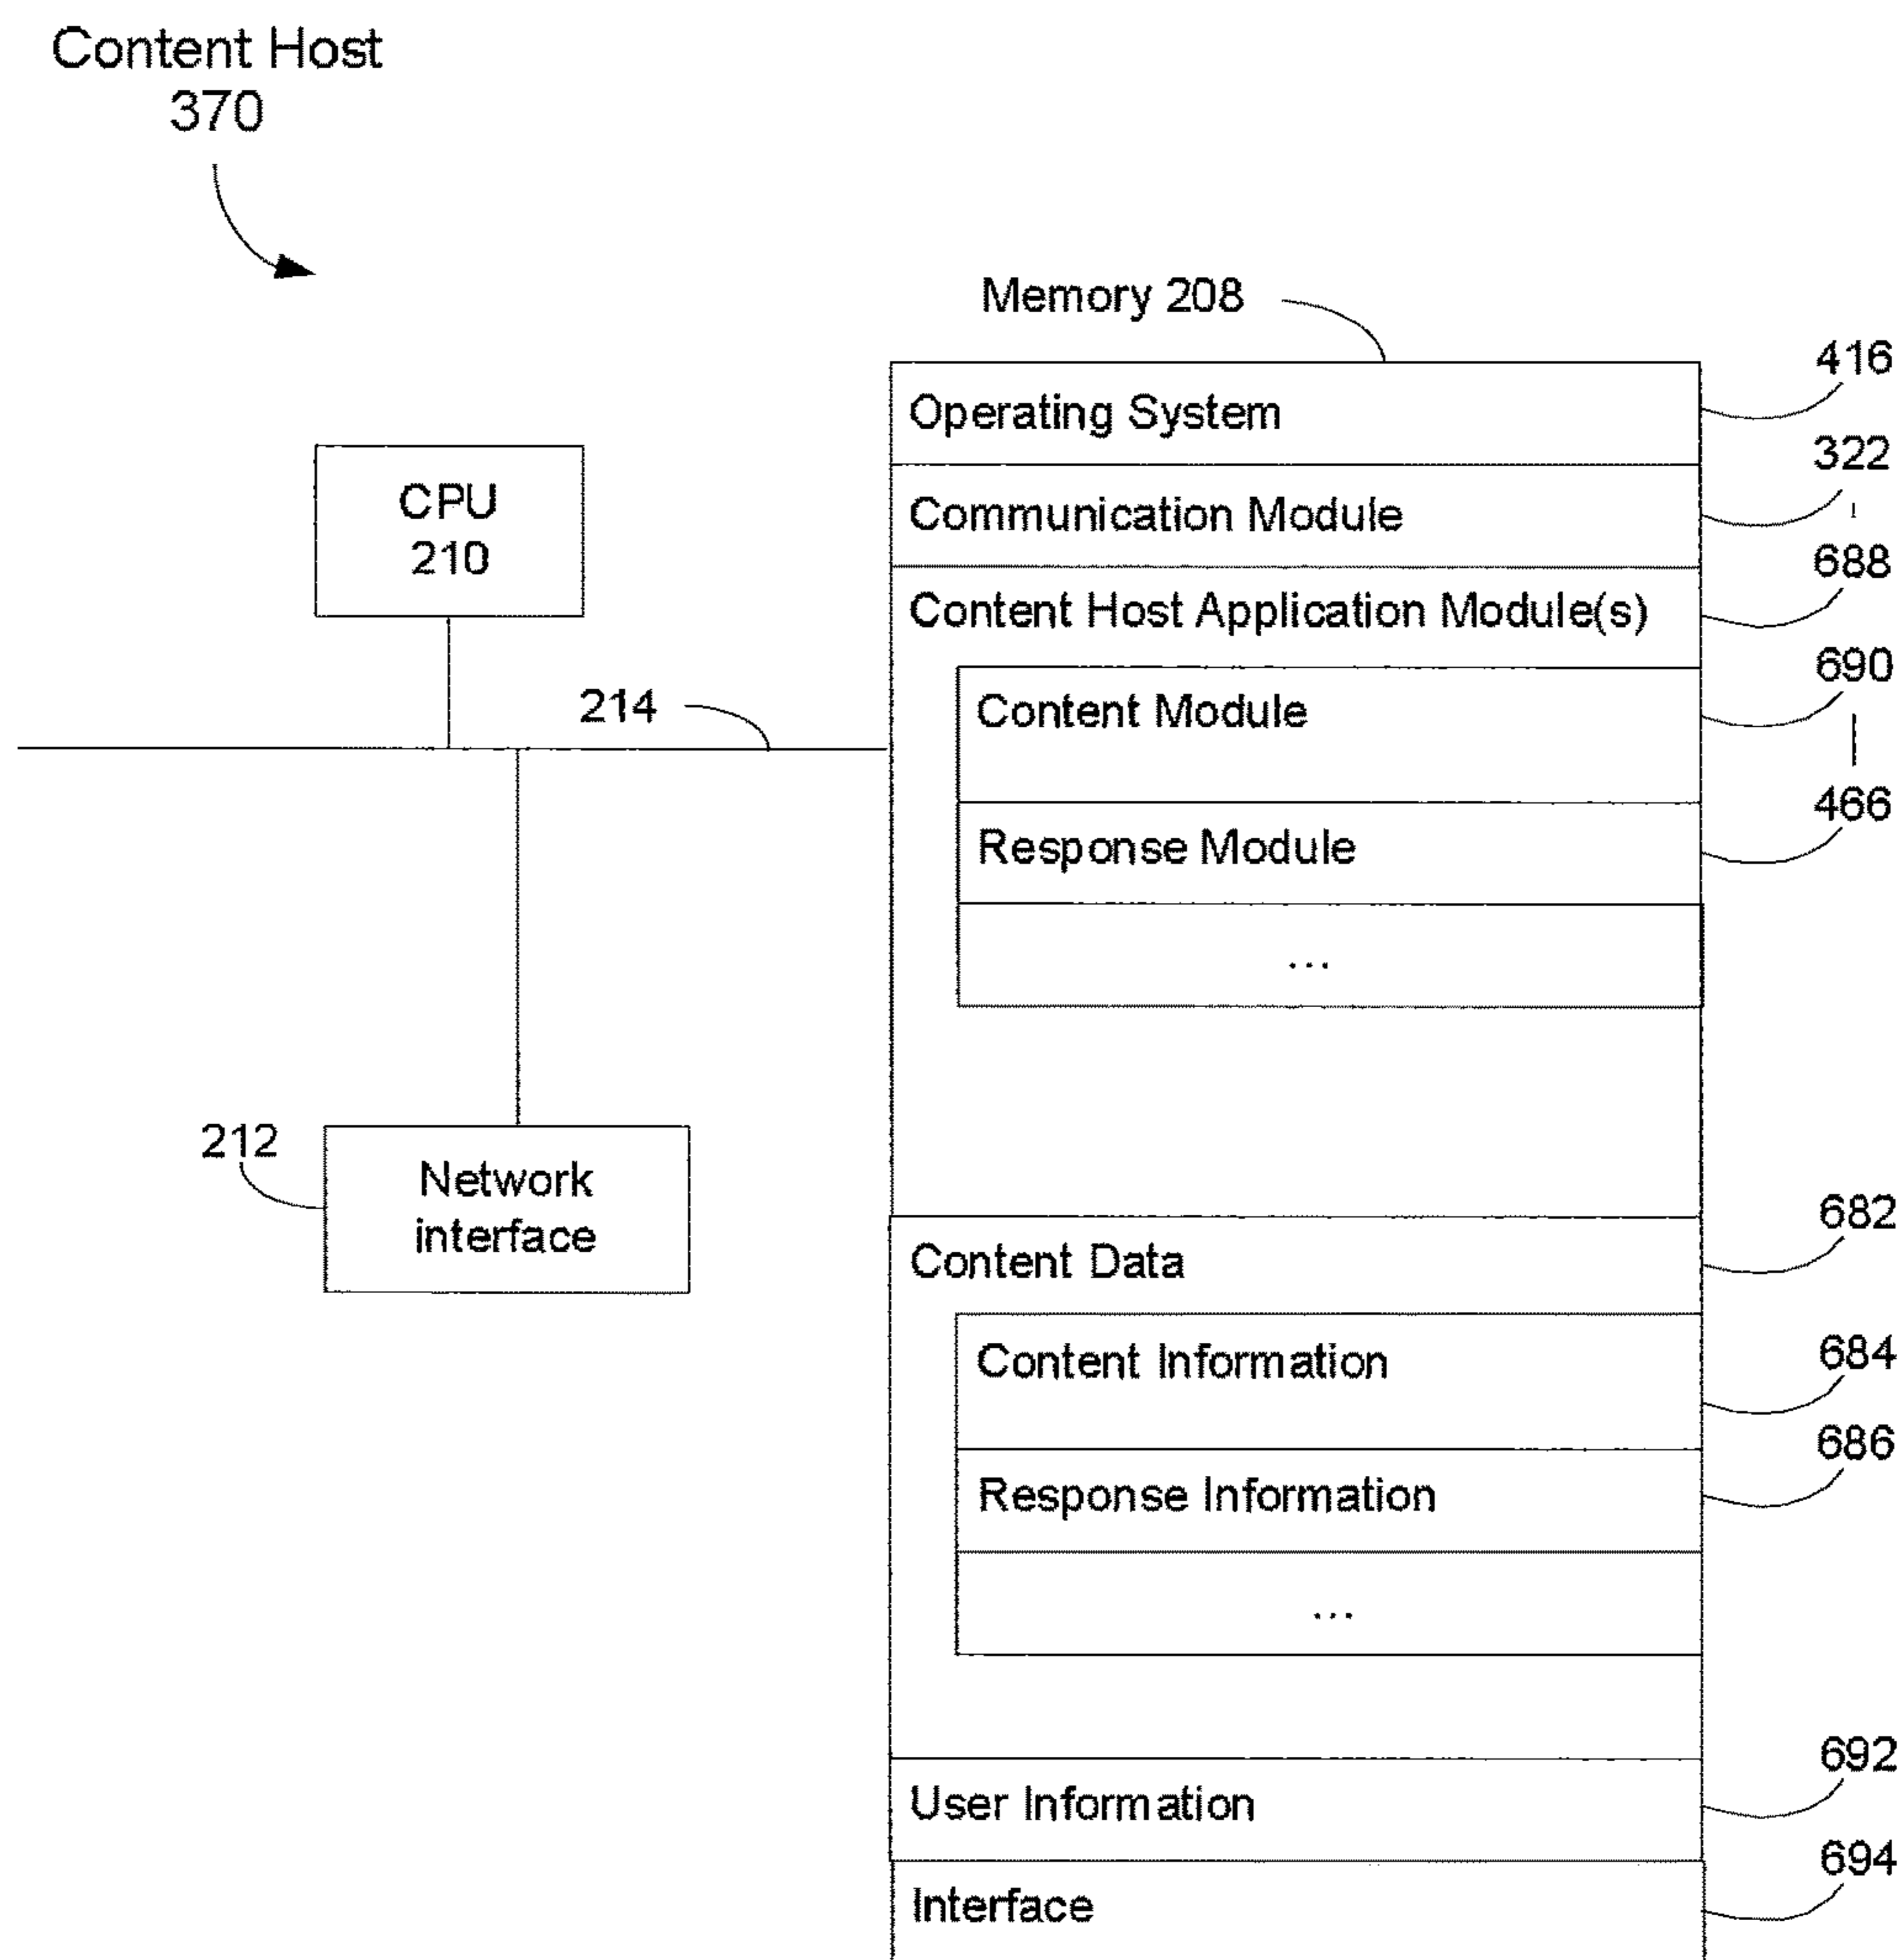 Content Host
370
Memory 208
416
Operating System
322
Communication Module
CPU
210
688
Content Host Application Module(s)
690
Content Module
214
466
Response Module
...
212
Network
interface
682
Content Data
684
Content Information
686
Response Information
...
692
User Information
694
Interface